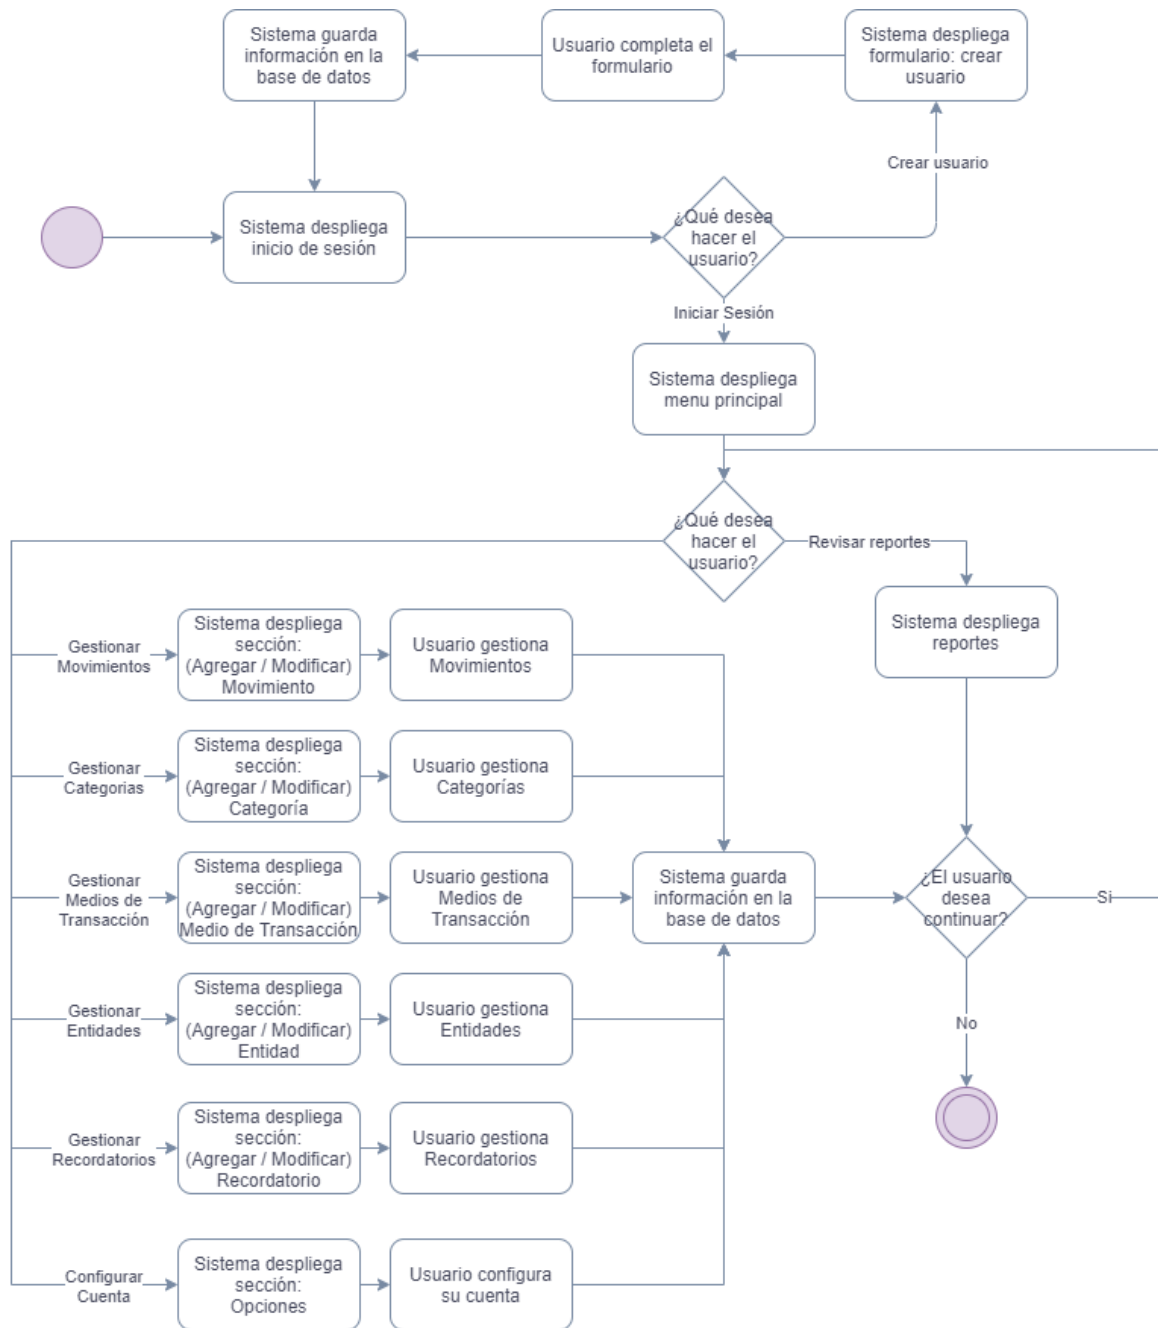 Sistema guarda
información en la
base de datos
Usuario completa el
formulario
Sistema despliega
formulario: crear
usuario
Crear usuario
Sistema despliega
inicio de sesión
¿Qué desea
hacer el
usuario?
Iniciar Sesión
Sistema despliega
menu principal
¿Qué desea
hacer el
usuario?
Revisar reportes
Sistema despliega
reportes
Gestionar
Movimientos
Sistema despliega
sección:
(Agregar / Modificar)
Movimiento
Usuario gestiona
Movimientos
Gestionar
Categorias
Sistema despliega
sección:
(Agregar / Modificar)
Categoría
Usuario gestiona
Categorías
Gestionar
Medios de
Transacción
Sistema despliega
sección:
(Agregar / Modificar)
Medio de Transacción
Usuario gestiona
Medios de
Transacción
Sistema guarda
información en la
base de datos
¿El usuario
desea
continuar?
Si
Gestionar
Entidades
Sistema despliega
sección:
(Agregar / Modificar)
Entidad
Usuario gestiona
Entidades
No
Gestionar
Recordatorios
Sistema despliega
sección:
(Agregar / Modificar)
Recordatorio
Usuario gestiona
Recordatorios
Configurar
Cuenta
Sistema despliega
sección:
Opciones
Usuario configura
su cuenta